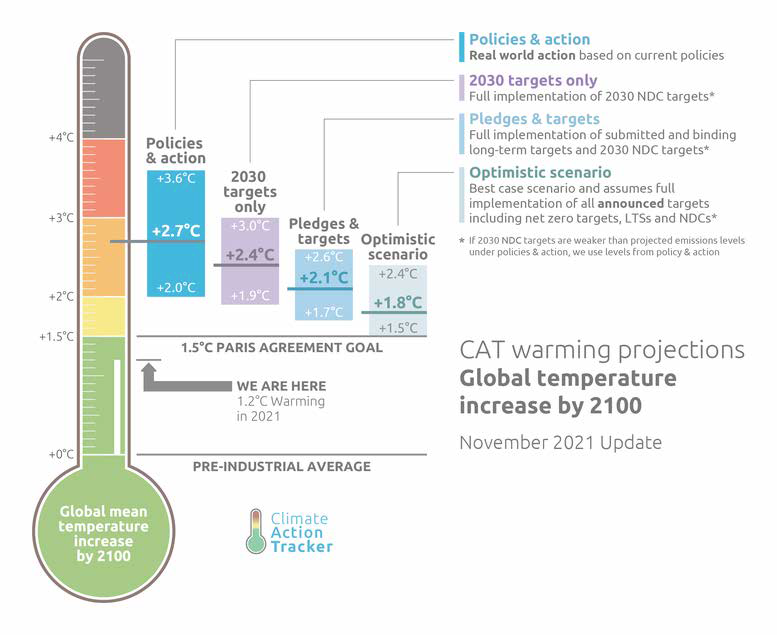 Policies & action
Real world action based on current policies
2030 targets only
Full implementation of 2030 NDC targets*
Pledges & targets
Full implementation of submitted and binding
long-term targets and 2030 NDC targets*
Optimistic scenario
Best case scenario and assumes full
implementation of all announced targets
including net zero targets, LTSs and NDCs*
* If 2030 NDC targets are weaker than projected emissions levels
under policies & action, we use levels from policy & action
+4°C
+3°C
+2°C
+1.5°C
+0°C
Policies
& action
+3.6°C
+2.7°C
+2.0°C
2030
targets
only
+3.0°C
+2.4°C
+1.9°C
Pledges &
targets
+2.6°C
+2.1°C
+1.7°C
Optimistic
scenario
+2.4°C
+1.8°C
+1.5°C
1.5°C PARIS AGREEMENT GOAL
WE ARE HERE
1.2°C Warming
in 2021
PRE-INDUSTRIAL AVERAGE
CAT warming projections
Global temperature
increase by 2100
November 2021 Update
Global mean
temperature
increase
by 2100
Climate
Action
Tracker